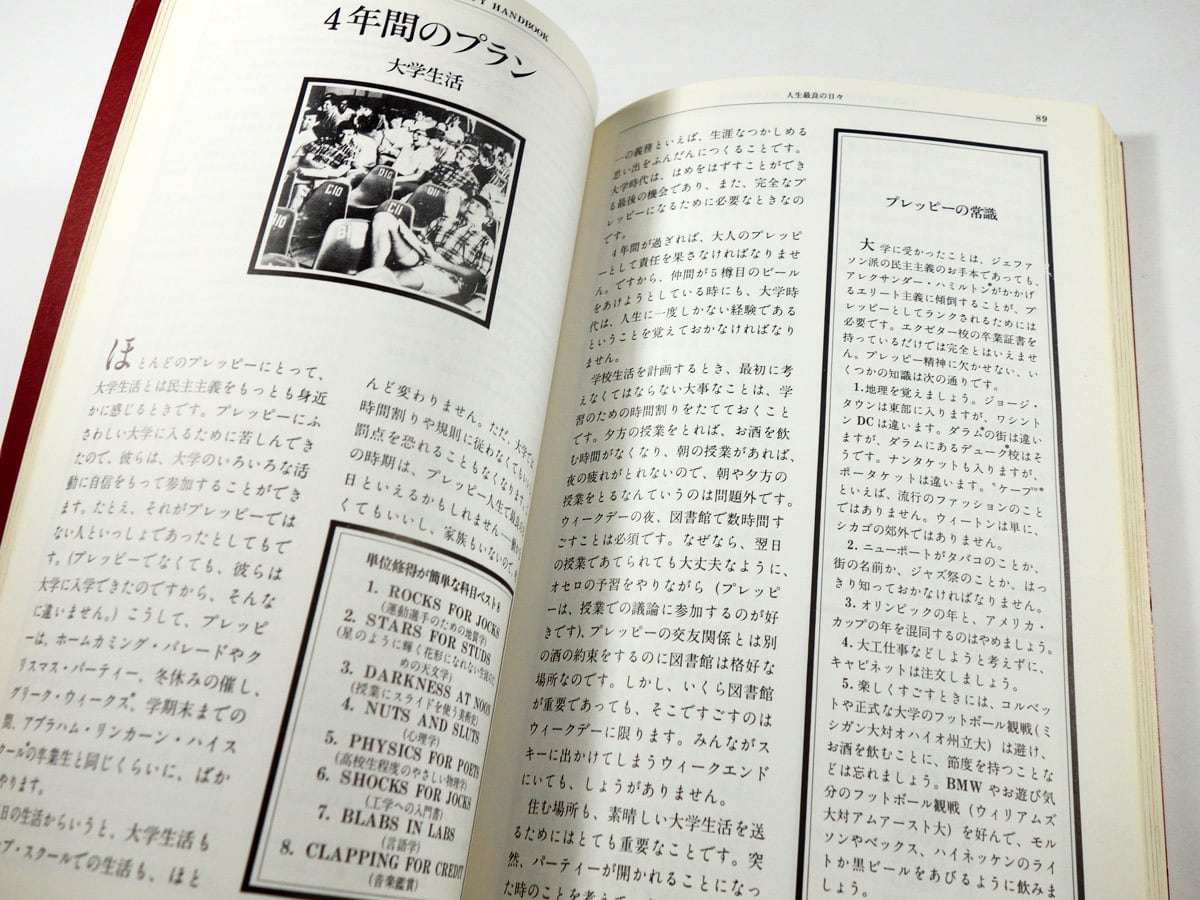 HANDBOOK
4年間のプラン
大学生活
C10
D10
D11
C11
B10
ほとんどのプレッピーにとって、
大学生活とは民主主義をもっとも身近
かに感じるときです。プレッピーにふ
さわしい大学に入るために苦しんでき
たので、彼らは、大学のいろいろな活
動に自信をもって参加することができ
ます。たとえ、それがプレッピーでは
ない人といっしょであったとしてもで
す。(プレッピーでなくても、彼らは
大学に入学できたのですから、そんな
に違いません。) こうして、プレッピ
ーは、ホームカミング・パレードやク
リスマス・パーティー、冬休みの催し、
グリーク・ウィークス*、学期末までの
間、アブラハム・リンカーン・ハイス
クールの卒業生と同じくらいに、ばか
やります。
日の生活からいうと、大学生活も
プ・スクールでの生活も、ほと
んど変わりません。ただ、大学では
時間割りや規則に従わなくてもいい
罰点を恐れることもなくなります。
の時期は、プレッピー人生で最良の
日といえるかもしれません―
くてもいいし、家族もいないので、
単位修得が簡単な科目ベスト8
1. ROCKS FOR JOCKS
(運動選手のための地質学)
2. STARS FOR STUDS
(星のように輝く花形になれない生徒のた
めの天文学)
3. DARKNESS AT NOON
(授業にスライドを使う美術史)
4. NUTS AND SLUTS
(心理学)
5. PHYSICS FOR POETS
(高校生程度のやさしい物理学)
6. SHOCKS FOR JOCKS
(工学への入門書)
7. BLABS IN LABS
(言語学)
8. CLAPPING FOR CREDIT
(音楽鑑賞)
人生最良の日々
89
一の義務といえば、生涯なつかしめる
思い出をふんだんにつくることです。
大学時代は、はめをはずすことができ
る最後の機会であり、また、完全なプ
レッピーになるために必要なときなの
です。
4年間が過ぎれば、大人のプレッピ
ーとして責任を果さなければなりませ
ん。ですから、仲間が5樽目のビール
をあけようとしている時にも、大学時
代は、人生に一度しかない経験である
ということを覚えておかなければなり
ません。
学校生活を計画するとき、最初に考
えなくてはならない大事なことは、学
習のための時間割りをたてておくこと
です。夕方の授業をとれば、お酒を飲
む時間がなくなり、朝の授業があれば、
夜の疲れがとれないので、朝や夕方の
授業をとるなんていうのは問題外です。
ウィークデーの夜、図書館で数時間す
ごすことは必須です。なぜなら、翌日
の授業であてられても大丈夫なように、
オセロの予習をやりながら (プレッピ
ーは、授業での議論に参加するのが好
きです)、プレッピーの交友関係とは別
の酒の約束をするのに図書館は格好な
場所なのです。しかし、いくら図書館
が重要であっても、そこですごすのは
ウィークデーに限ります。みんながス
キーに出かけてしまうウィークエンド
にいても、しょうがありません。
住む場所も、素晴しい大学生活を送
るためにはとても重要なことです。突
然、パーティーが開かれることになっ
た時のことを考えて、
プレッピーの常識
大学に受かったことは、ジェファ
ソン派の民主主義のお手本であっても、
アレクサンダー・ハミルトン*がかかげ
るエリート主義に傾倒することが、プ
レッピーとしてランクされるためには
必要です。エクゼター校の卒業証書を
持っているだけでは完全とはいえませ
ん。プレッピー精神に欠かせない、い
くつかの知識は次の通りです。
1.地理を覚えましょう。ジョージ・
タウンは東部に入りますが、ワシント
ンDCは違います。ダラム*の街は違い
ますが、ダラムにあるデューク*校はそ
うです。ナンタケットも入りますが、
ポータケットは違います。"ケープ"*
といえば、流行のファッションのこと
ではありません。ウィートンは単に、
シカゴの郊外ではありません。
2. ニューポートがタバコのことか、
街の名前か、ジャズ祭のことか、はっ
きり知っておかなければなりません。
3. オリンピックの年と、アメリカ・
カップの年を混同するのはやめましょう。
4. 大工仕事などしようと考えずに、
キャビネットは注文しましょう。
5. 楽しくすごすときには、コルベッ
トや正式な大学のフットボール観戦 (ミ
シガン大対オハイオ州立大) は避け、
お酒を飲むことに、節度を持つことな
どは忘れましょう。BMWやお遊び気
分のフットボール観戦 (ウィリアムズ
大対アムアースト大) を好んで、モル
ソンやベックス、ハイネッケンのライ
トか黒ビールをあびるように飲みま
しょう。